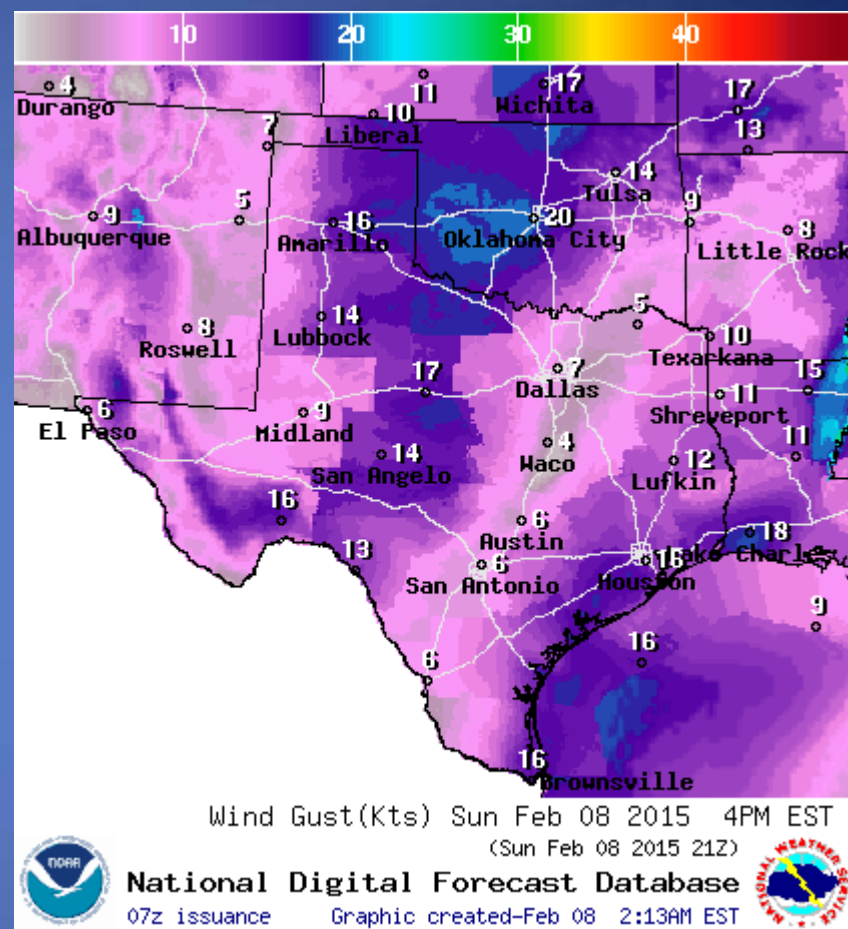 10 20 30 40
4 11 17 17
Durango Wichita
10
Liberal
7 13
14
Tulsa
9 5 16 20 9 8
Albuquerque Amarillo Oklahoma City Little Rock
8 14 5
Roswell Lubbock 10
Texarkana
7
Dallas
17 15
11
Shreveport
6 9
El Paso Midland
4 11
14 Waco 12
San Angelo Lufkin
16 6 18
Austin
13 6 16
San Antonio Houston
9
16
6
16
Brownsville
Wind Gust(Kts) Sun Feb 08 2015 4PM EST
(Sun Feb 08 2015 21Z)
NOAA
National Digital Forecast Database
07z issuance Graphic created-Feb 08 2:13AM EST
NATIONAL WEATHER SERVICE